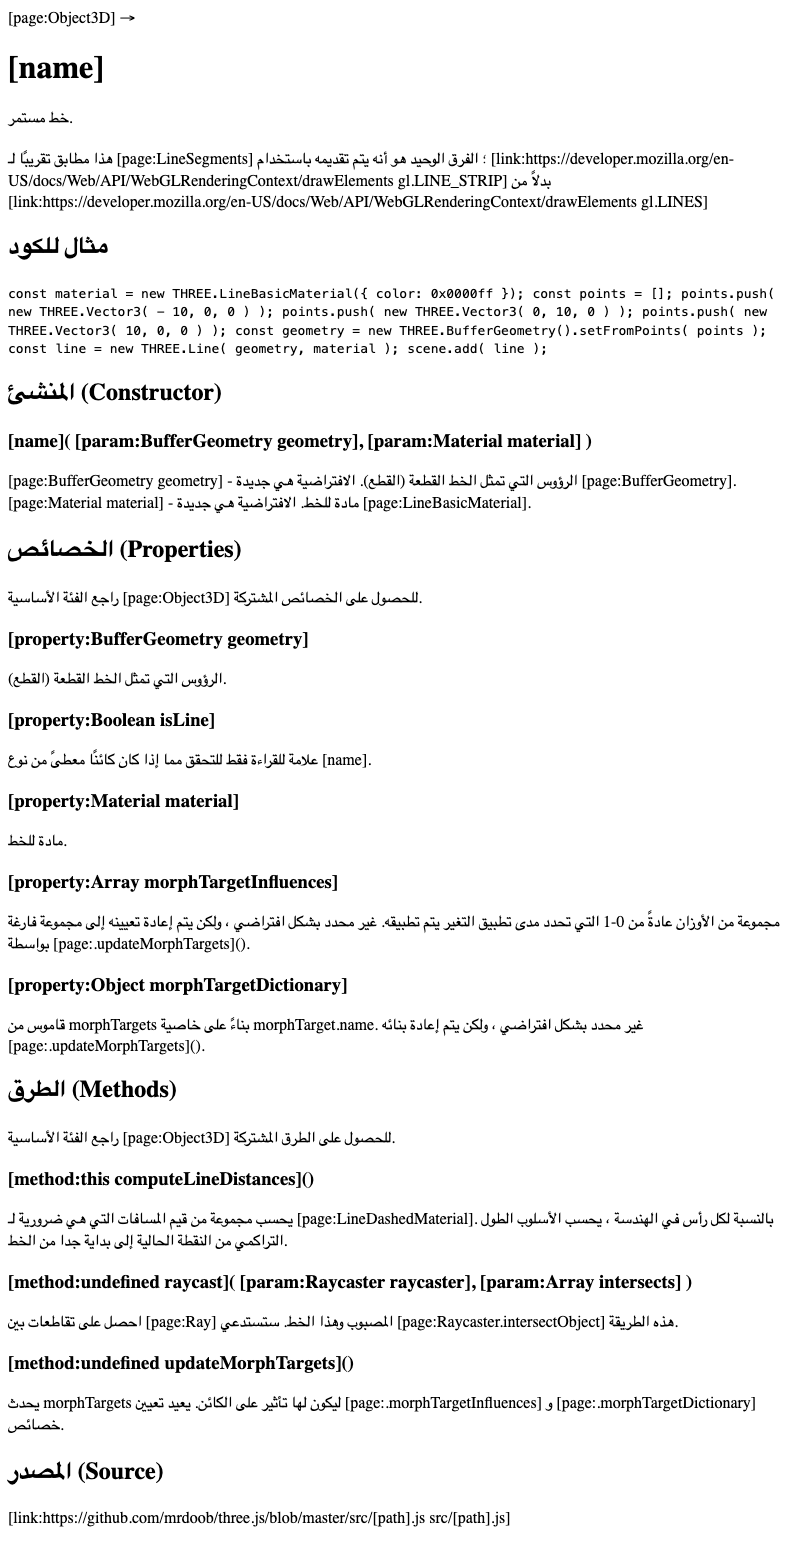 [page:Object3D] →
[name]
خط مستمر.
هذا مطابق تقريبًا لـ [page:LineSegments] ؛ الفرق الوحيد هو أنه يتم تقديمه باستخدام [link:https://developer.mozilla.org/en-
US/docs/Web/API/WebGLRenderingContext/drawElements gl.LINE_STRIP] بدلاً من
[link:https://developer.mozilla.org/en-US/docs/Web/API/WebGLRenderingContext/drawElements gl.LINES]
مثال للكود
const material = new THREE.LineBasicMaterial({ color: 0x0000ff }); const points = []; points.push(
new THREE.Vector3( - 10, 0, 0 ) ); points.push( new THREE.Vector3( 0, 10, 0 ) ); points.push( new
THREE.Vector3( 10, 0, 0 ) ); const geometry = new THREE.BufferGeometry().setFromPoints( points );
const line = new THREE.Line( geometry, material ); scene.add( line );
المنشئ (Constructor)
[name]( [param:BufferGeometry geometry], [param:Material material] )
[page:BufferGeometry geometry] - الرؤوس التي تمثل الخط القطعة (القطع). الافتراضية هي جديدة [page:BufferGeometry].
[page:Material material] - مادة للخط. الافتراضية هي جديدة [page:LineBasicMaterial].
الخصائص (Properties)
راجع الفئة الأساسية [page:Object3D] للحصول على الخصائص المشتركة.
[property:BufferGeometry geometry]
الرؤوس التي تمثل الخط القطعة (القطع).
[property:Boolean isLine]
علامة للقراءة فقط للتحقق مما إذا كان كائنًا معطىً من نوع [name].
[property:Material material]
مادة للخط.
[property:Array morphTargetInfluences]
مجموعة من الأوزان عادةً من 0-1 التي تحدد مدى تطبيق التغير يتم تطبيقه. غير محدد بشكل افتراضي ، ولكن يتم إعادة تعيينه إلى مجموعة فارغة
بواسطة [page:.updateMorphTargets]().
[property:Object morphTargetDictionary]
قاموس من morphTargets بناءً على خاصية morphTarget.name. غير محدد بشكل افتراضي ، ولكن يتم إعادة بنائه
[page:.updateMorphTargets]().
الطرق (Methods)
راجع الفئة الأساسية [page:Object3D] للحصول على الطرق المشتركة.
[method:this computeLineDistances]()
يحسب مجموعة من قيم المسافات التي هي ضرورية لـ [page:LineDashedMaterial]. بالنسبة لكل رأس في الهندسة ، يحسب الأسلوب الطول
التراكمي من النقطة الحالية إلى بداية جدا من الخط.
[method:undefined raycast]( [param:Raycaster raycaster], [param:Array intersects] )
احصل على تقاطعات بين [page:Ray] المصبوب وهذا الخط. ستستدعي [page:Raycaster.intersectObject] هذه الطريقة.
[method:undefined updateMorphTargets]()
يحدث morphTargets ليكون لها تأثير على الكائن. يعيد تعيين [page:.morphTargetInfluences] و [page:.morphTargetDictionary]
خصائص.
المصدر (Source)
[link:https://github.com/mrdoob/three.js/blob/master/src/[path].js src/[path].js]